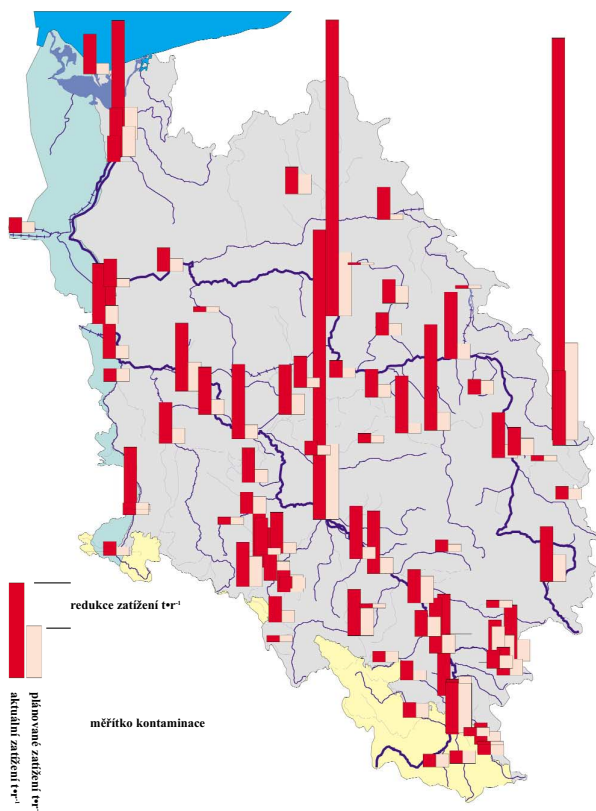 redukce zatížení t•r⁻¹
měřítko kontaminace
plánované zatížení t•r⁻¹
aktuální zatížení t•r⁻¹